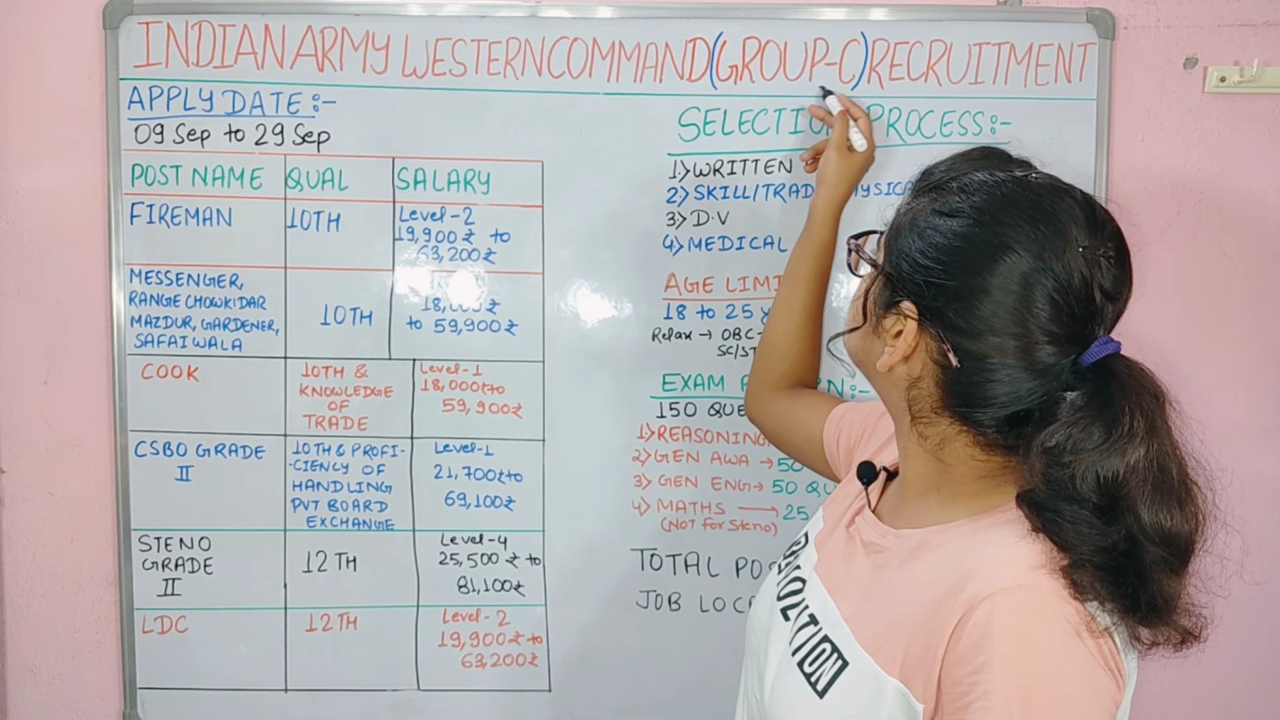 INDIAN ARMY WESTERN COMMAND (GROUP-C) RECRUITMENT
APPLY DATE :-
09 Sep to 29 Sep
POST NAME QUAL SALARY
FIREMAN 10TH Level-2
19,900₹ to
63,200₹
MESSENGER,
RANGE CHOWKIDAR
MAZDUR, GARDENER,
SAFAIWALA
10TH
to 59,900₹
COOK
10TH &
KNOWLEDGE
OF
TRADE
Level-1
18,000₹to
59,900₹
CSBO GRADE
II
10TH & PROFI-
-CIENCY OF
HANDLING
PVT BOARD
EXCHANGE
Level-1
21,700₹to
69,100₹
STENO
GRADE
II
12TH
Level-4
25,500₹ to
81,100₹
LDC
12TH
Level-2
19,900₹ to
63,200₹
SELECTION PROCESS:-
1.> WRITTEN
2.> SKILL/TRAD
3.> D.V
4.> MEDICAL
AGE LIMI
18 to 25
Relax → OBC-
SC/ST
EXAM N:-
150 QUE
1.> REASONING
2.> GEN AWA → 50
3.> GEN ENG → 50 QU
4.> MATHS → 25
(NOT for Steno)
TOTAL PO
JOB LOC